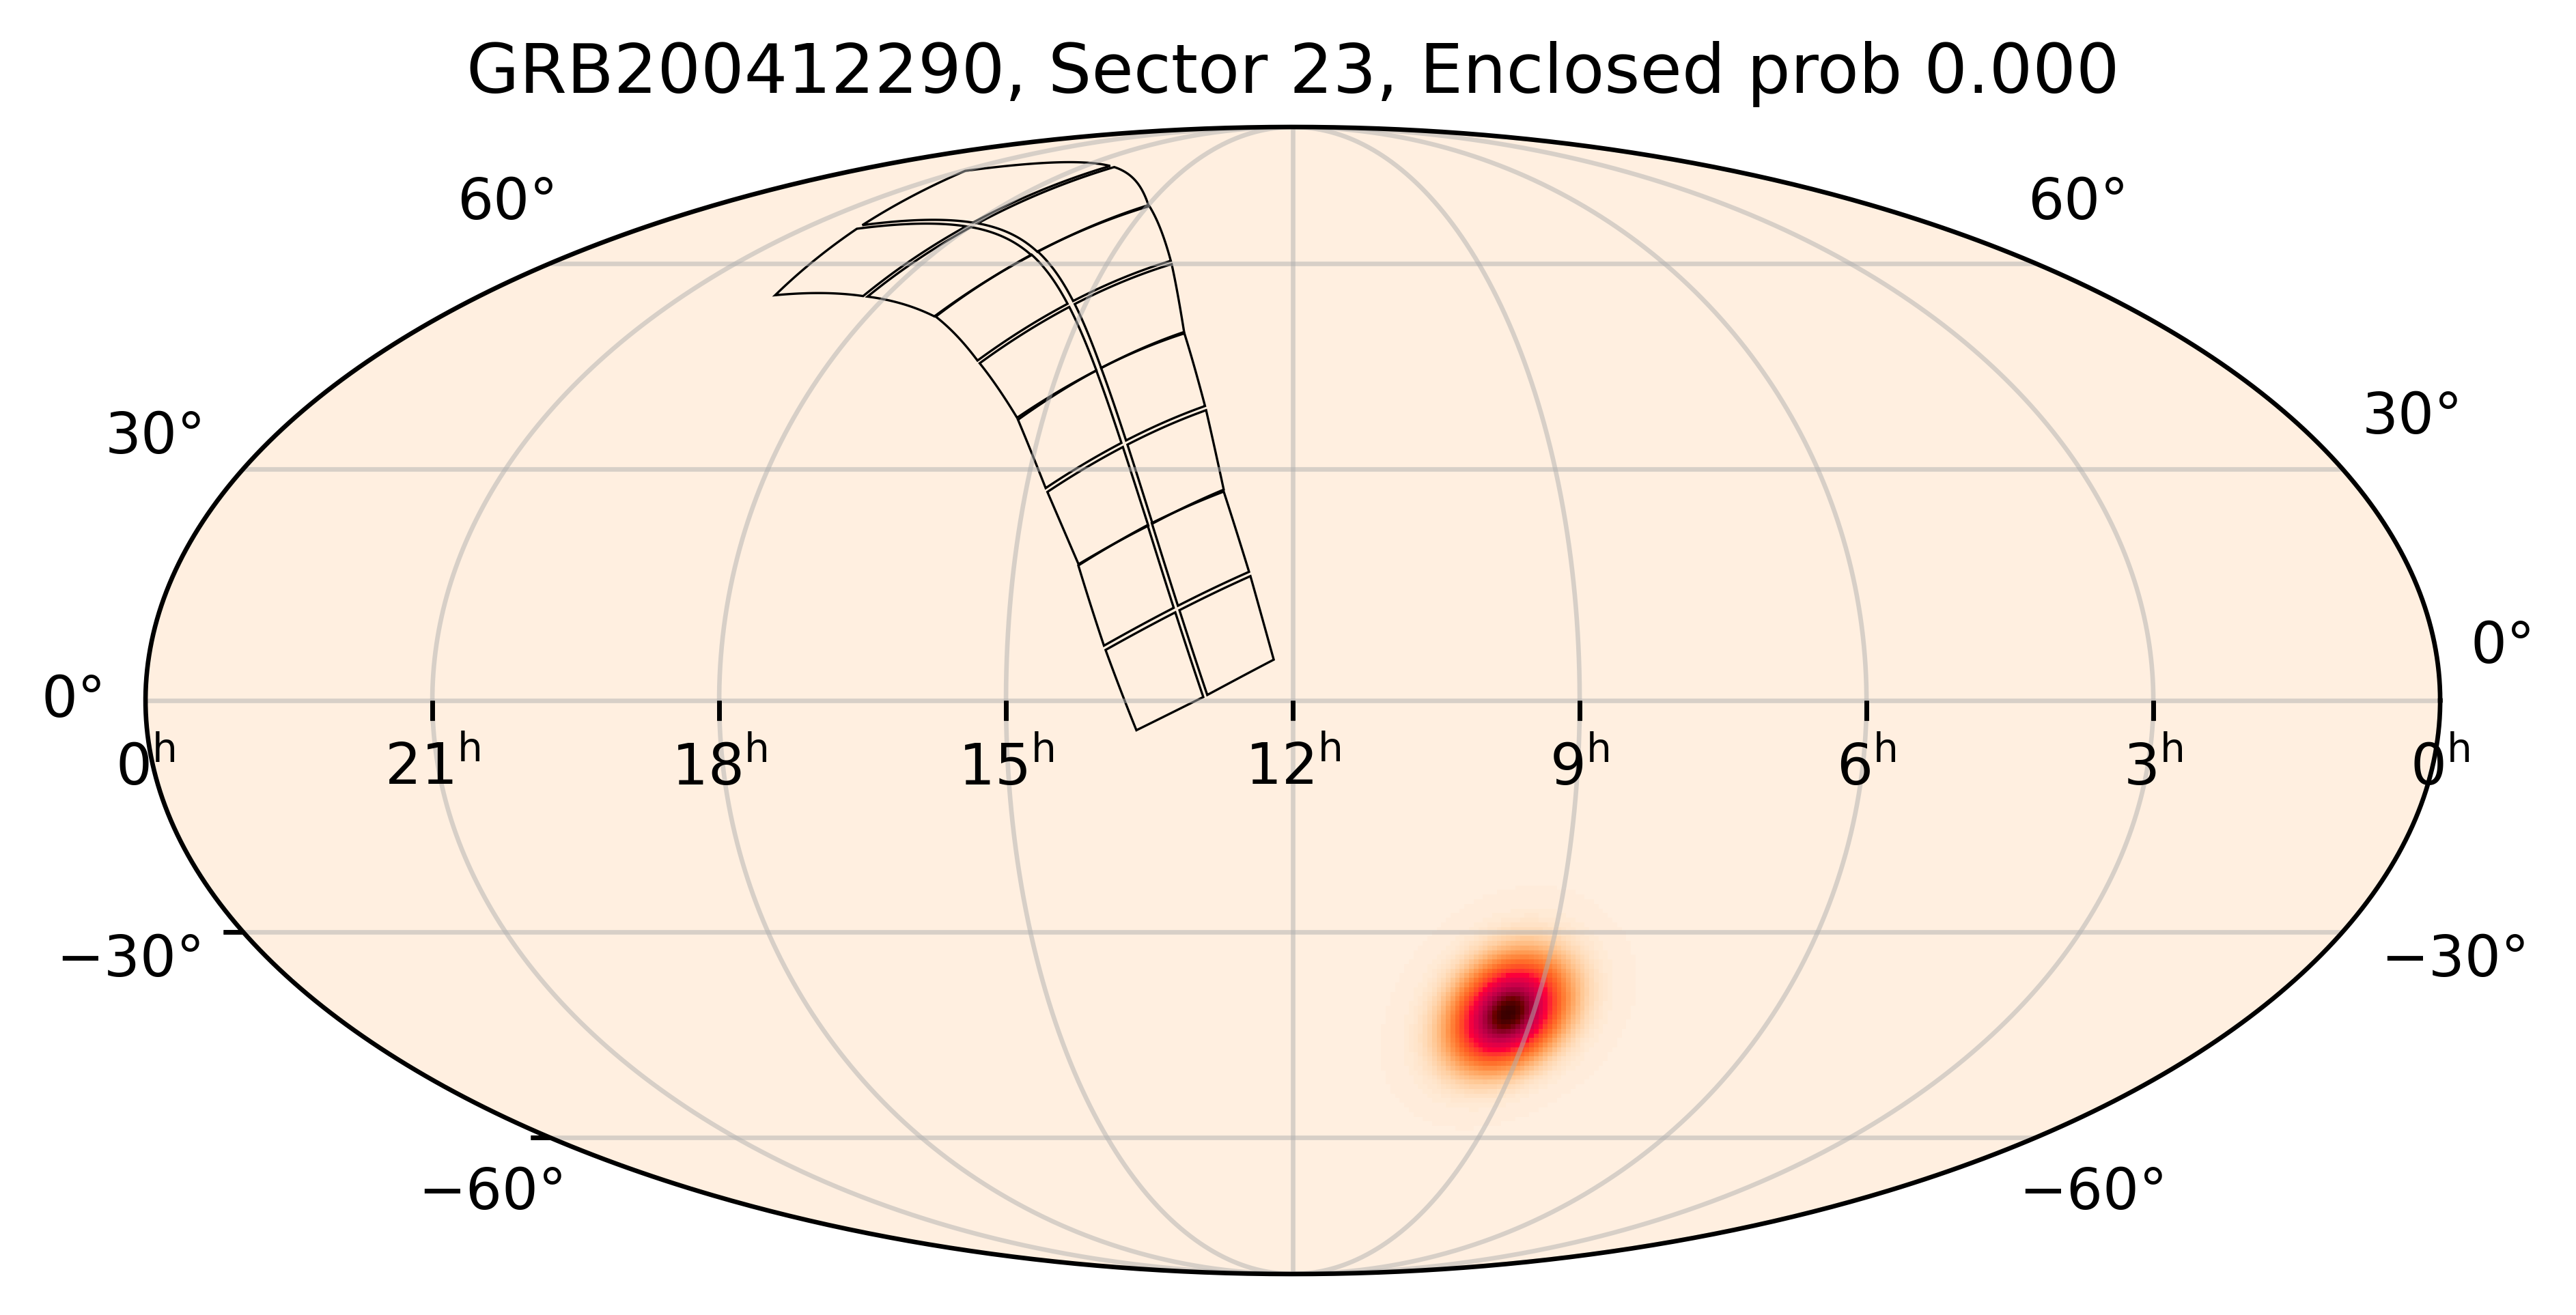 GRB200412290, Sector 23, Enclosed prob 0.000
60° 60°
30° 30°
0° 0°
0h 21h 18h 15h 12h 9h 6h 3h 0h
−30° −30°
−60° −60°